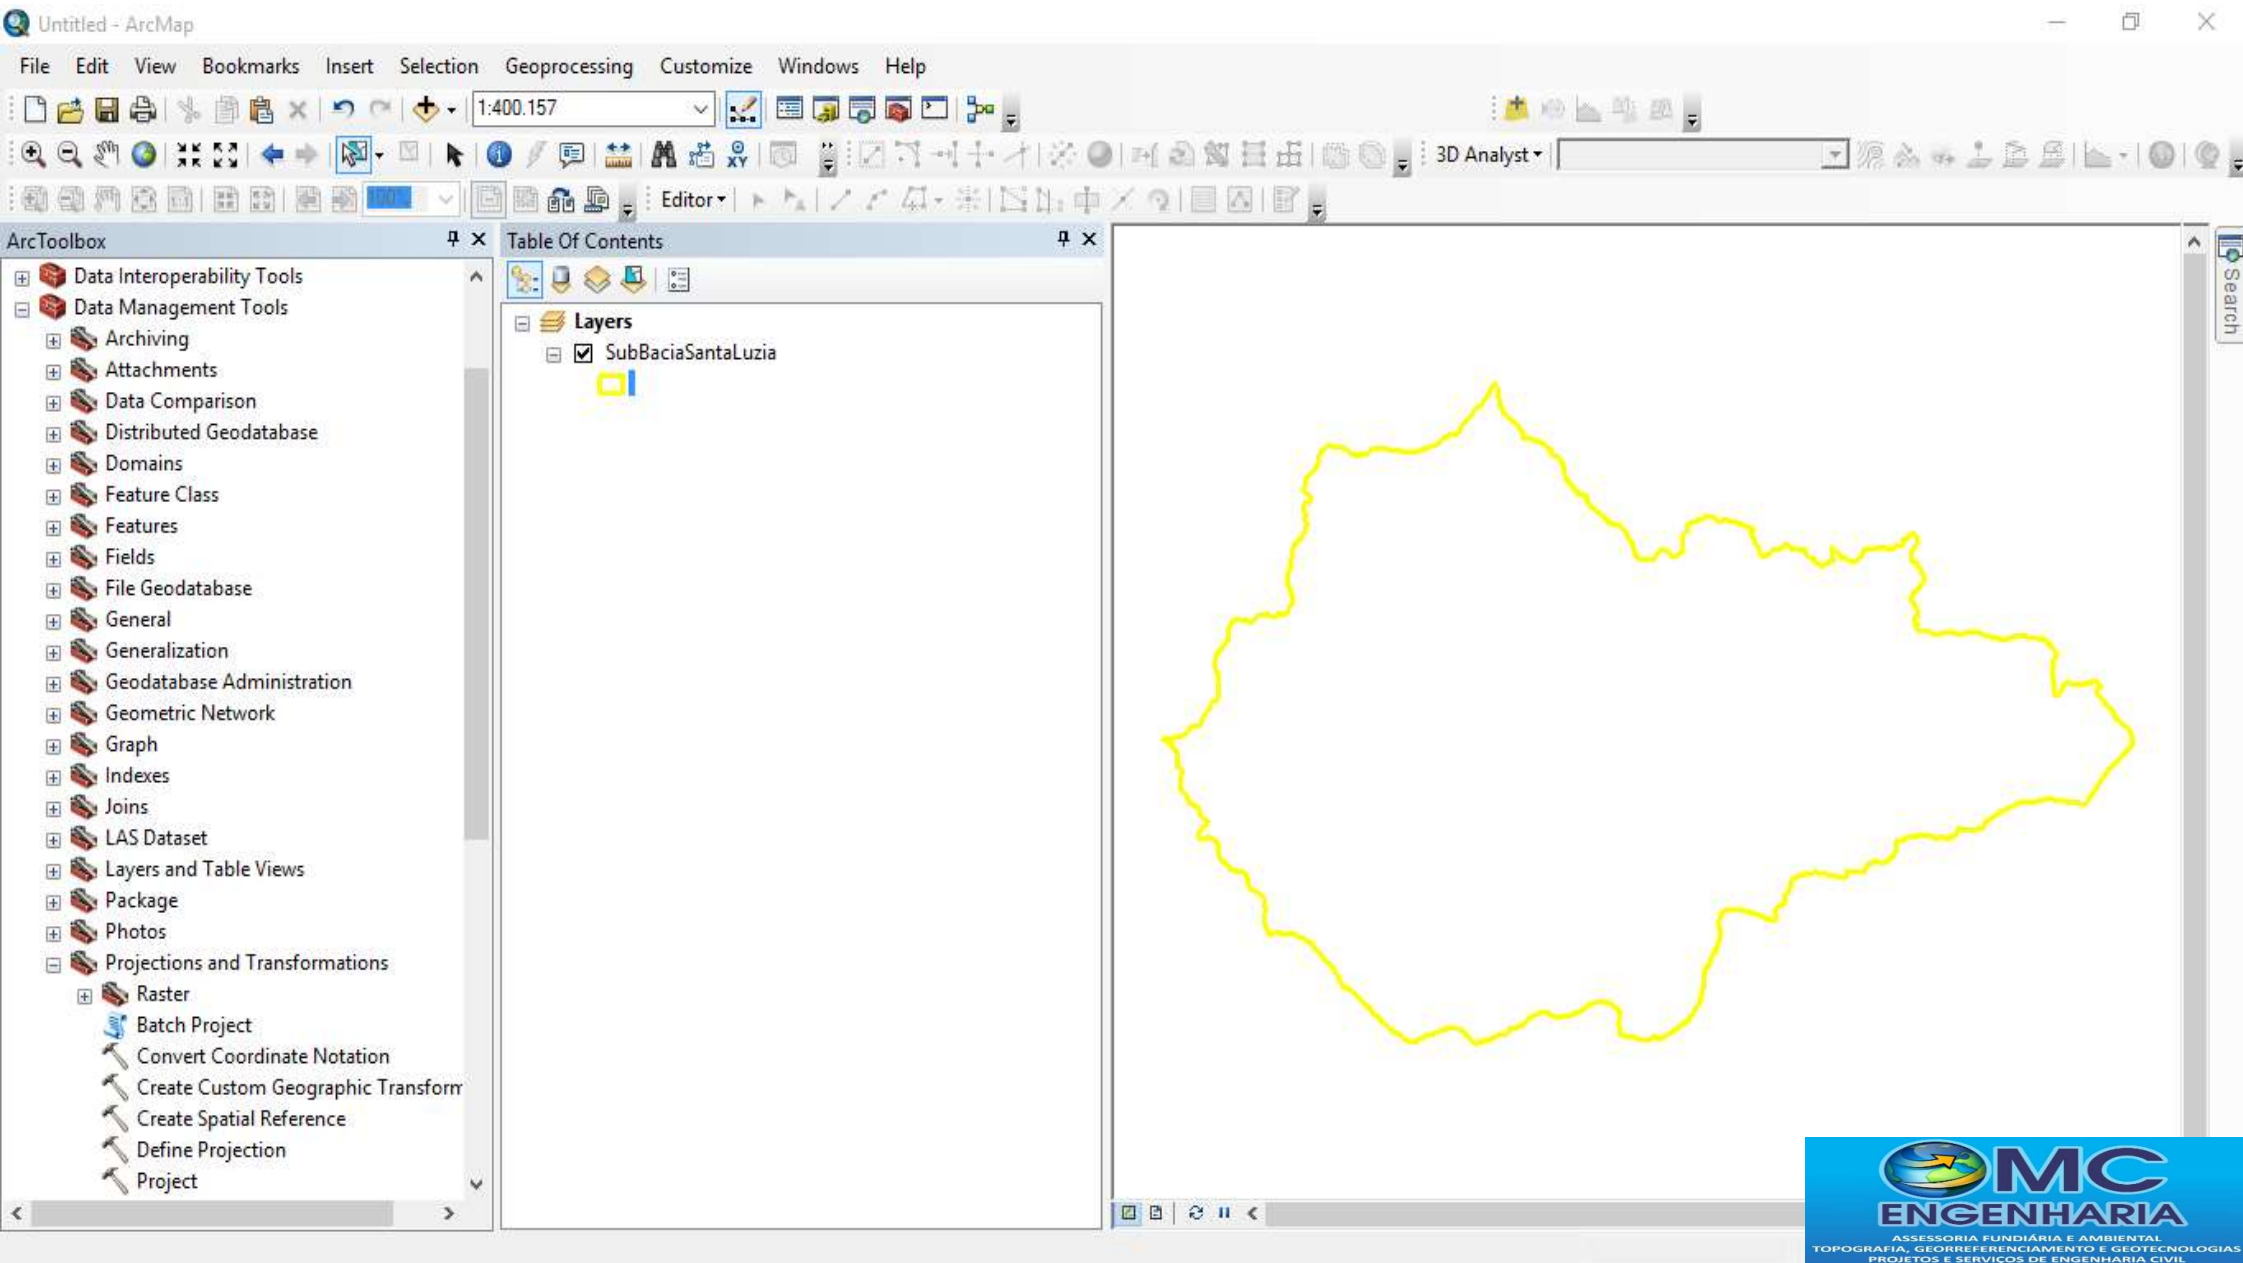 Untitled - ArcMap
File Edit View Bookmarks Insert Selection Geoprocessing Customize Windows Help
1:400.157
XY
3D Analyst
100%
Editor
ArcToolbox
Data Interoperability Tools
Data Management Tools
Archiving
Attachments
Data Comparison
Distributed Geodatabase
Domains
Feature Class
Features
Fields
File Geodatabase
General
Generalization
Geodatabase Administration
Geometric Network
Graph
Indexes
Joins
LAS Dataset
Layers and Table Views
Package
Photos
Projections and Transformations
Raster
Batch Project
Convert Coordinate Notation
Create Custom Geographic Transform
Create Spatial Reference
Define Projection
Project
Table Of Contents
Layers
SubBaciaSantaLuzia
Search
MC
ENGENHARIA
ASSESSORIA FUNDIÁRIA E AMBIENTAL
TOPOGRAFIA, GEORREFERENCIAMENTO E GEOTECNOLOGIAS
PROJETOS E SERVIÇOS DE ENGENHARIA CIVIL